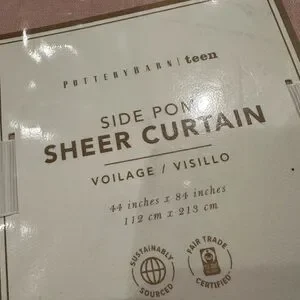 POTTERYBARN | teen
SIDE POM
SHEER CURTAIN
VOILAGE / VISILLO
44 inches x 84 inches
112 cm x 213 cm
SUSTAINABLY
SOURCED
FAIR TRADE
CERTIFIED